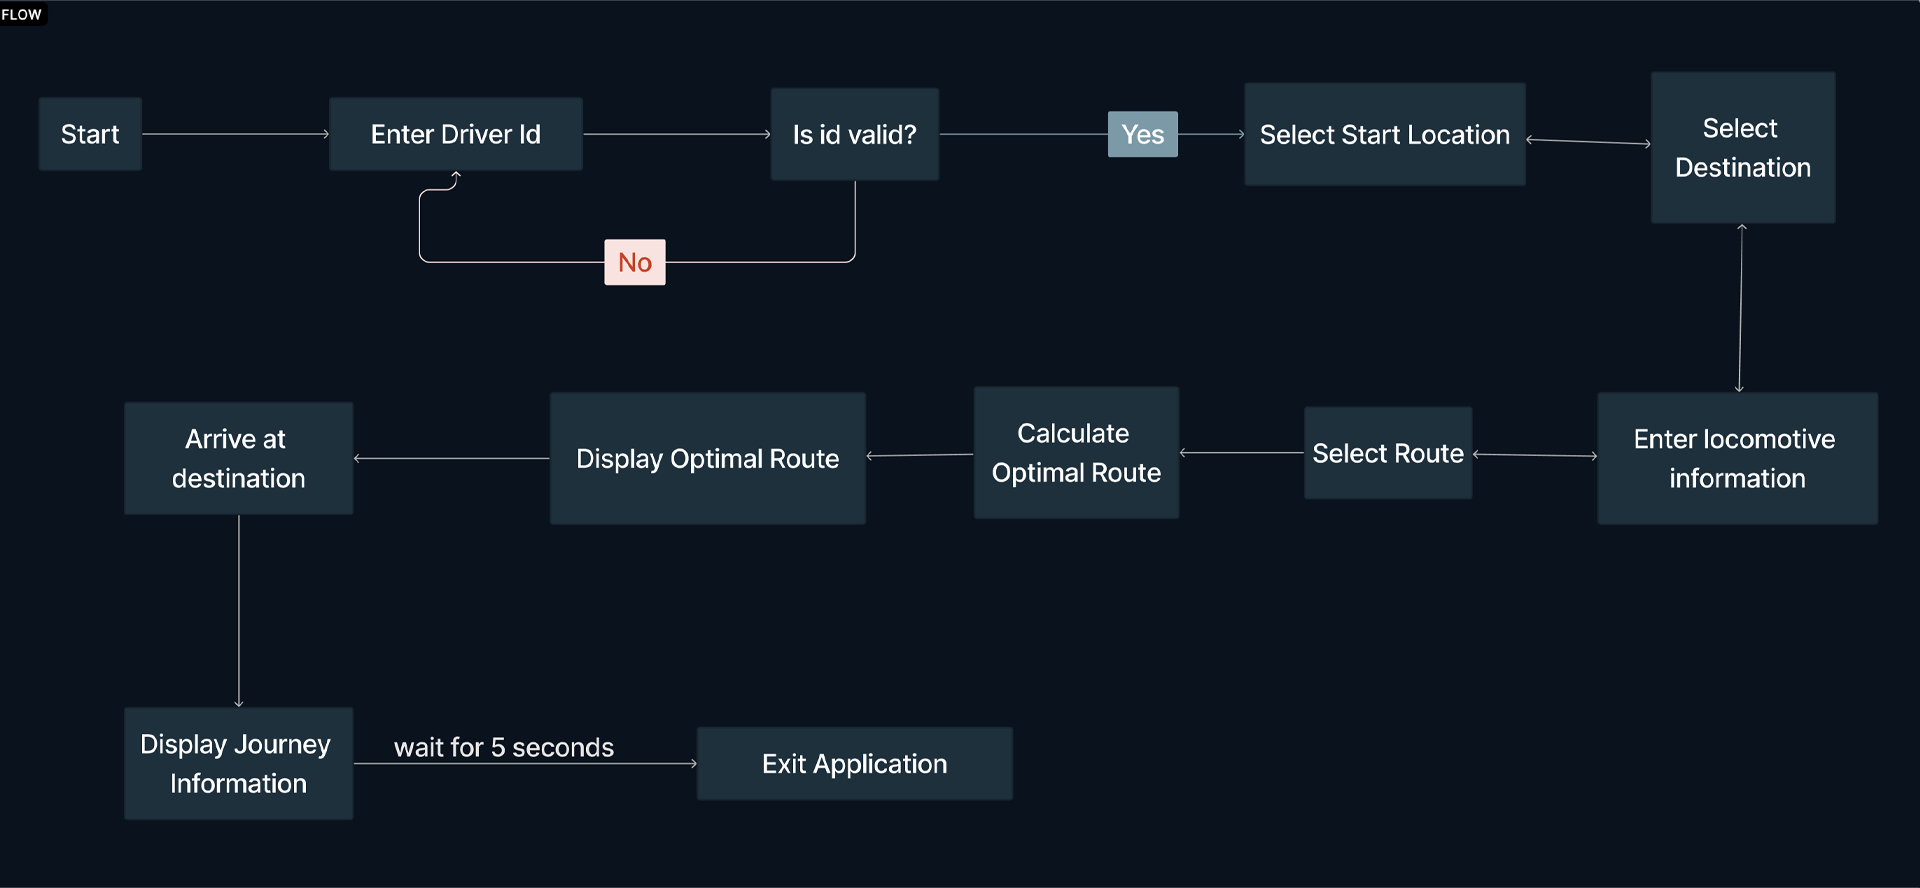 FLOW
Start
Enter Driver Id
Is id valid?
Yes
Select Start Location
Select
Destination
No
Arrive at
destination
Display Optimal Route
Calculate
Optimal Route
Select Route
Enter locomotive
information
Display Journey
Information
wait for 5 seconds
Exit Application